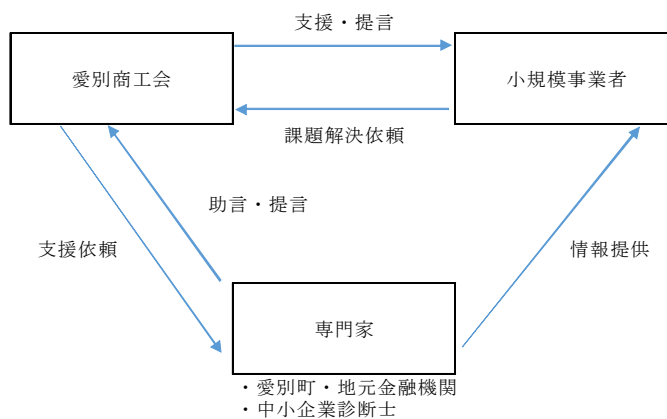 支援・提言
愛別商工会
小規模事業者
課題解決依頼
助言・提言
支援依頼
情報提供
専門家
・愛別町・地元金融機関
・中小企業診断士